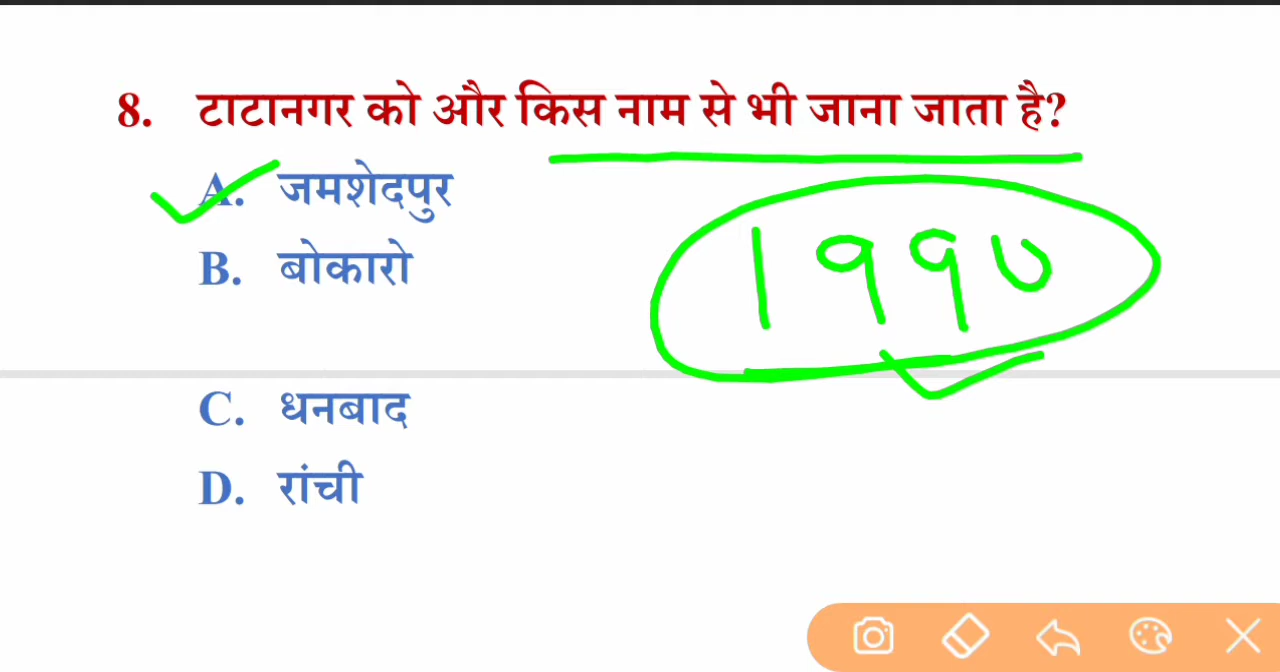 8. टाटानगर को और किस नाम से भी जाना जाता है?
A. जमशेदपुर
B. बोकारो
1990
C. धनबाद
D. रांची